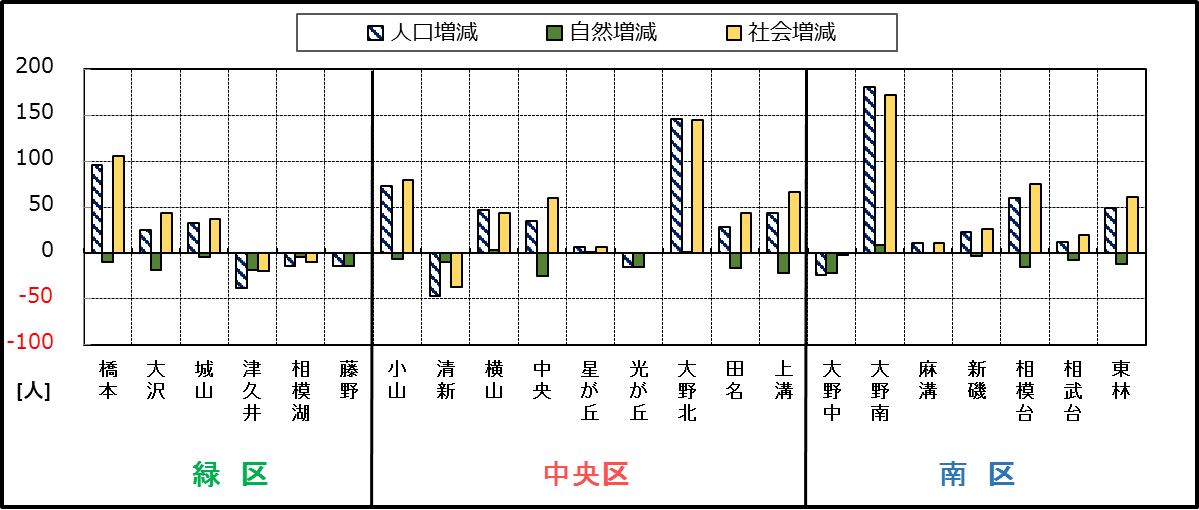 人口増減 自然増減 社会増減
200
150
100
50
0
-50
-100
[人]
橋本 大沢 城山 津久井 相模湖 藤野 小山 清新 横山 中央 星が丘 光が丘 大野北 田名 上溝 大野中 大野南 麻溝 新磯 相模台 相武台 東林
緑 区 中央区 南 区